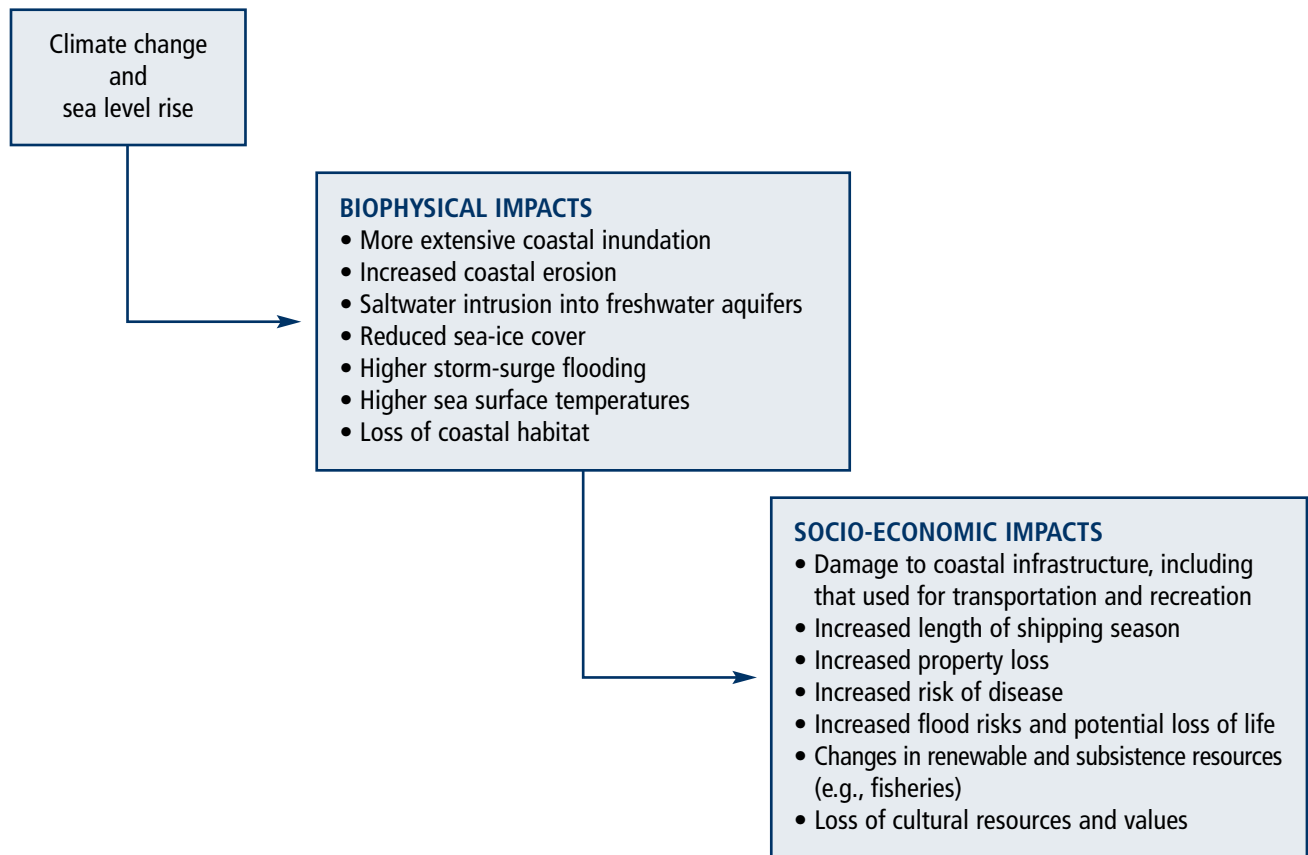 Climate change
and
sea level rise
BIOPHYSICAL IMPACTS
• More extensive coastal inundation
• Increased coastal erosion
• Saltwater intrusion into freshwater aquifers
• Reduced sea-ice cover
• Higher storm-surge flooding
• Higher sea surface temperatures
• Loss of coastal habitat
SOCIO-ECONOMIC IMPACTS
• Damage to coastal infrastructure, including
that used for transportation and recreation
• Increased length of shipping season
• Increased property loss
• Increased risk of disease
• Increased flood risks and potential loss of life
• Changes in renewable and subsistence resources
(e.g., fisheries)
• Loss of cultural resources and values